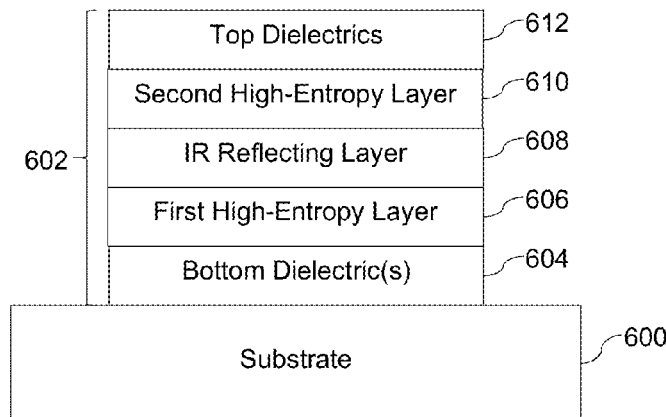 Top Dielectrics 612
Second High-Entropy Layer 610
602 IR Reflecting Layer 608
First High-Entropy Layer 606
Bottom Dielectric(s) 604
Substrate 600